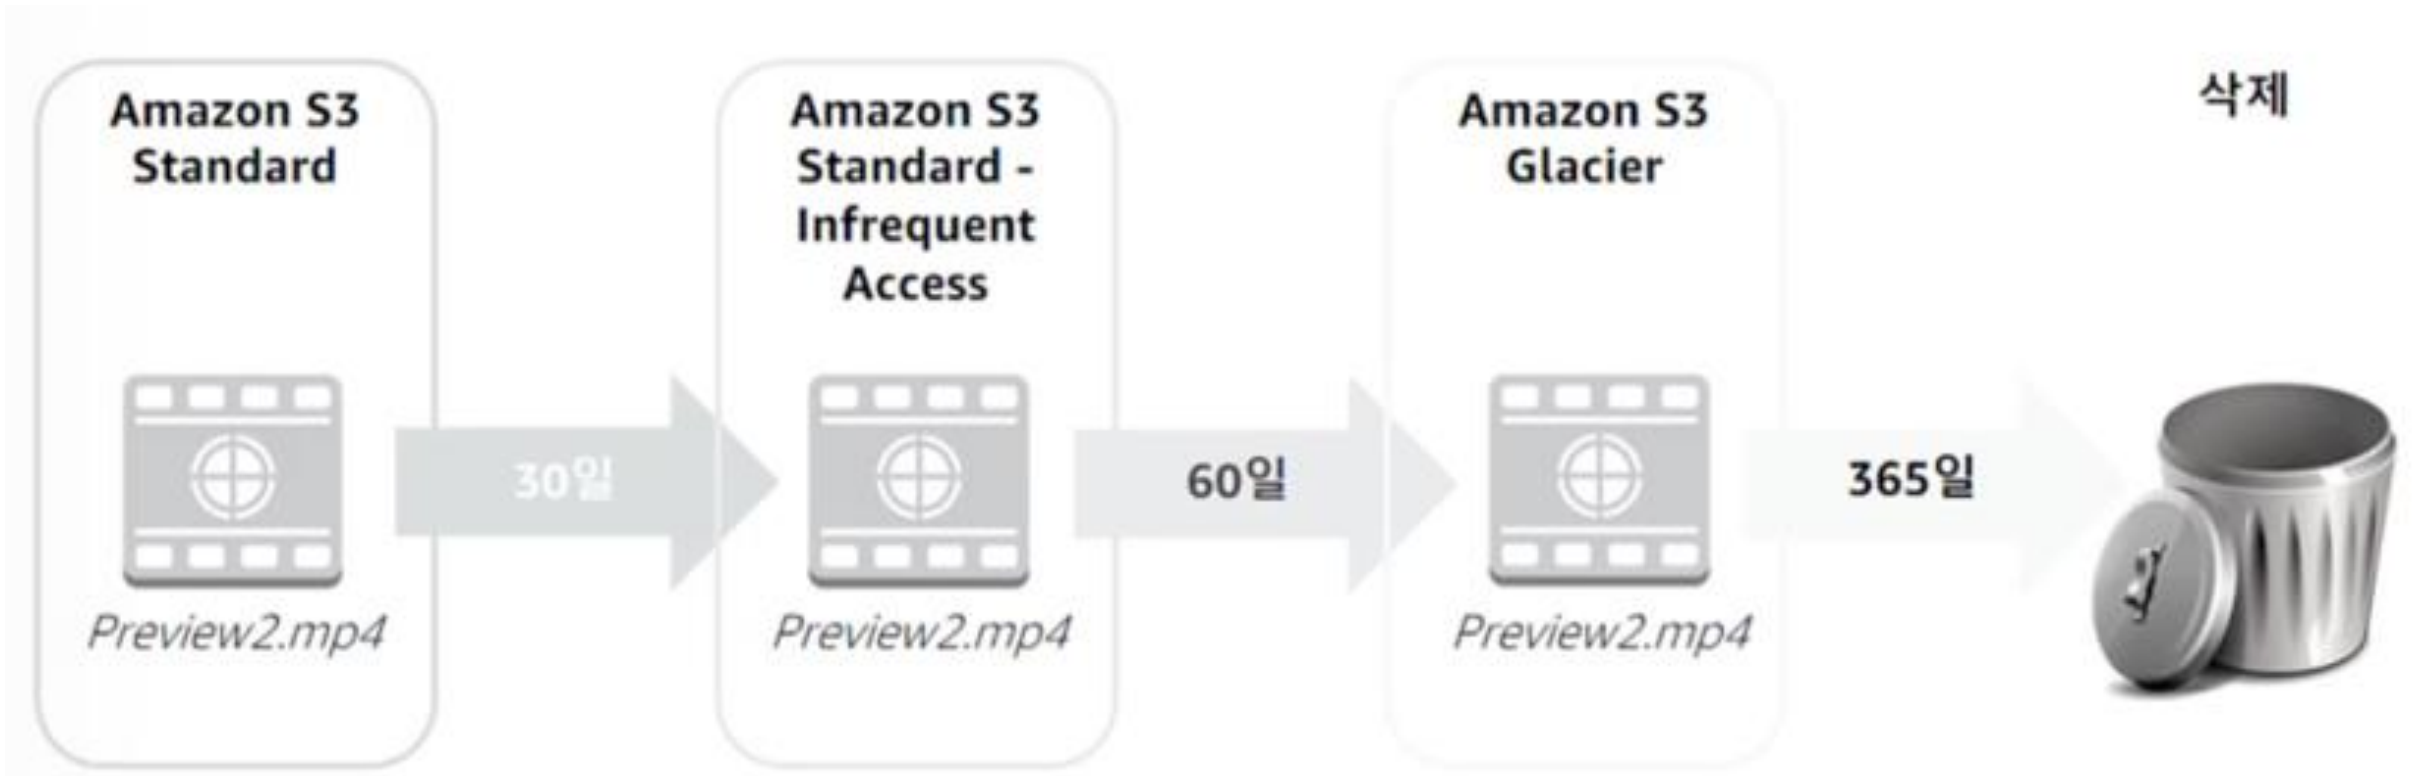 Amazon S3
Standard
Amazon S3
Standard -
Infrequent
Access
Amazon S3
Glacier
삭제
30일
60일
365일
Preview2.mp4
Preview2.mp4
Preview2.mp4